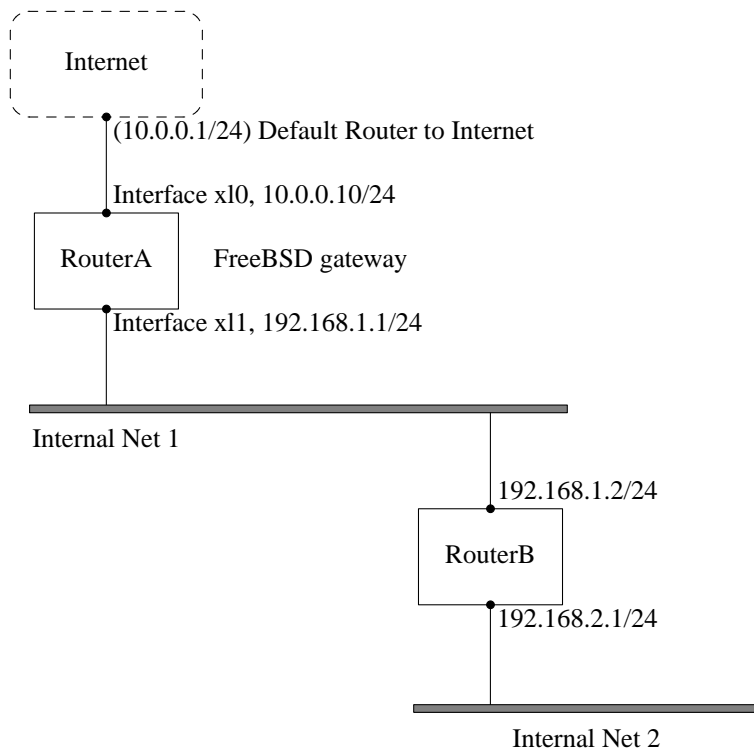 Internet
(10.0.0.1/24) Default Router to Internet
Interface xl0, 10.0.0.10/24
RouterA
FreeBSD gateway
Interface xl1, 192.168.1.1/24
Internal Net 1
192.168.1.2/24
RouterB
192.168.2.1/24
Internal Net 2